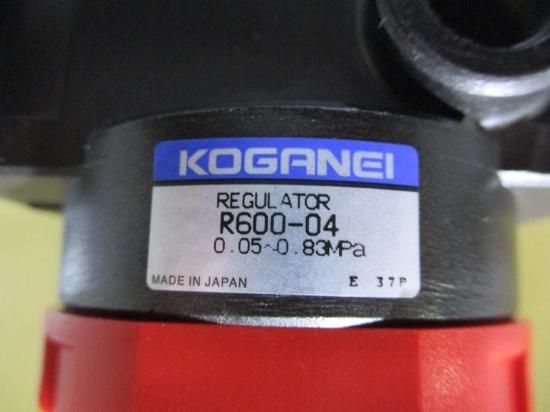 KOGANEI
REGULATOR
R600-04
0.05~0.83MPa
MADE IN JAPAN E 37P